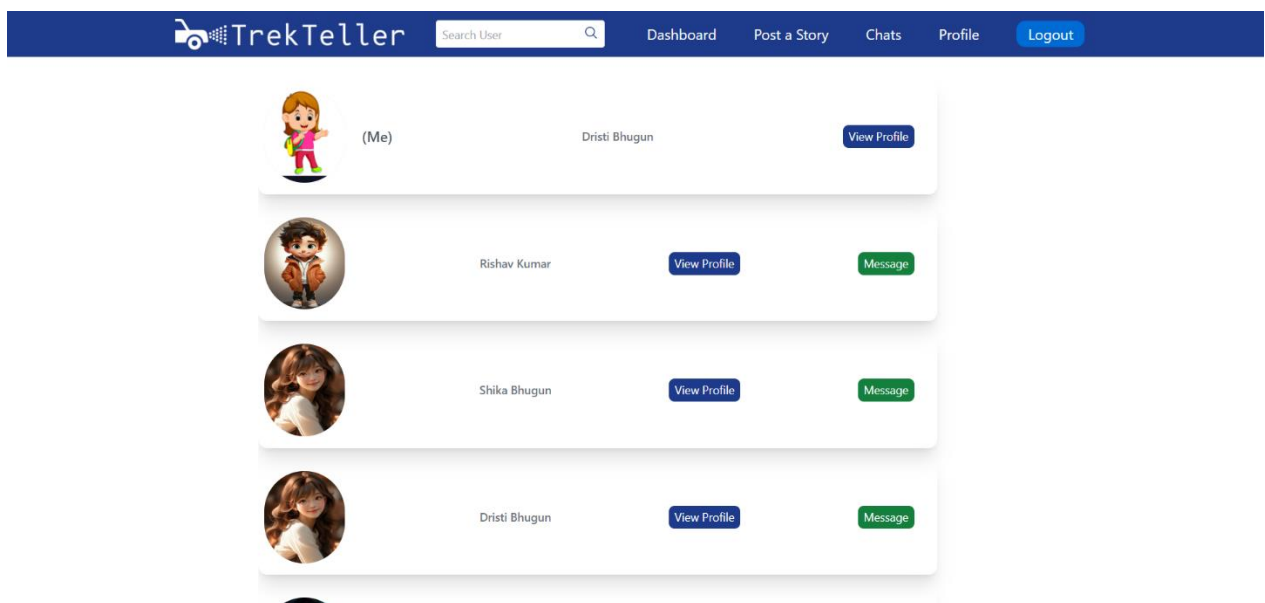 TrekTeller Search User Dashboard Post a Story Chats Profile Logout
(Me) Dristi Bhugun View Profile
Rishav Kumar View Profile Message
Shika Bhugun View Profile Message
Dristi Bhugun View Profile Message